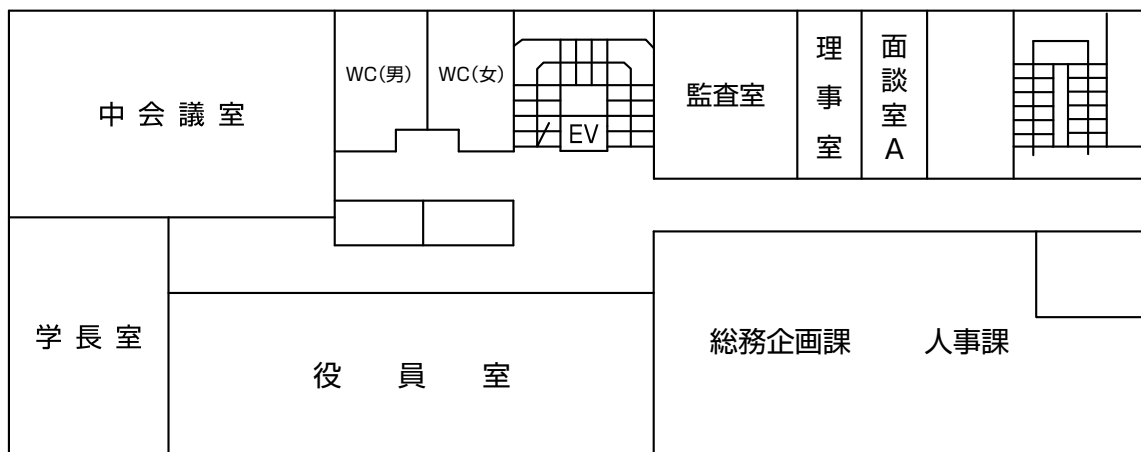 中会議室
WC(男)
WC(女)
EV
監査室
理事室
面談室A
学長室
役員室
総務企画課
人事課